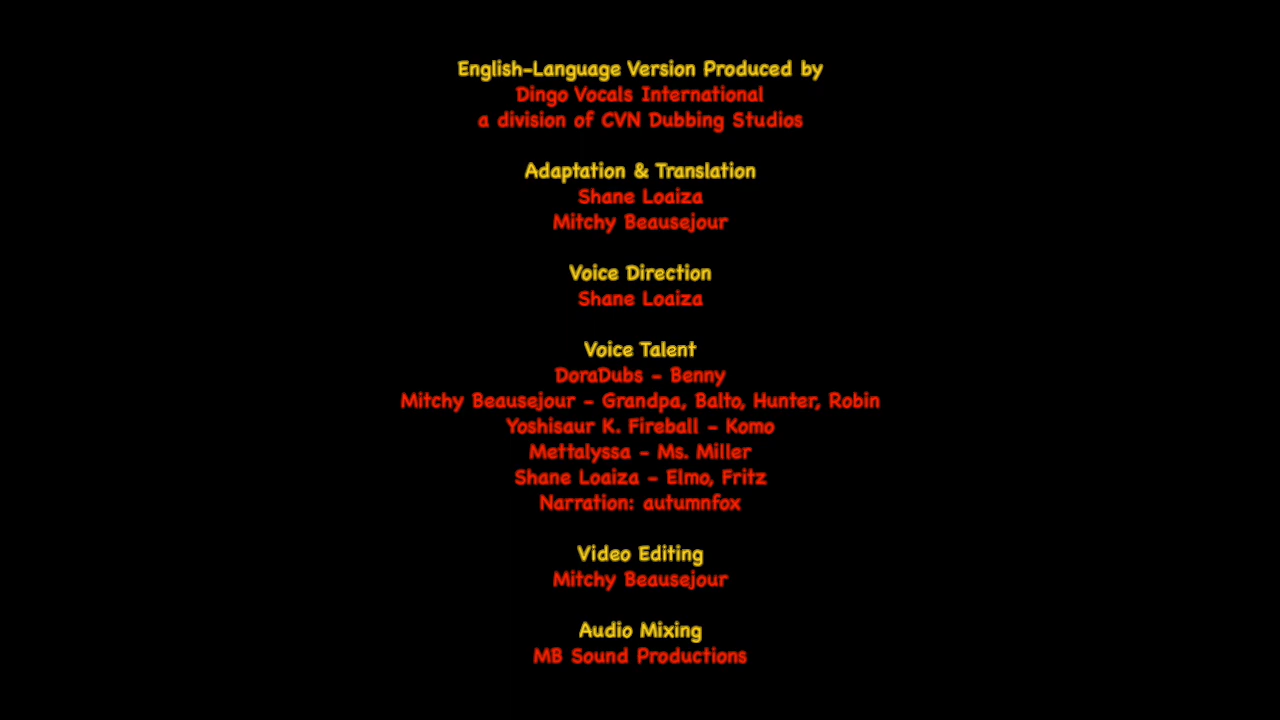 English-Language Version Produced by
Dingo Vocals International
a division of CVN Dubbing Studios
Adaptation & Translation
Shane Loaiza
Mitchy Beausejour
Voice Direction
Shane Loaiza
Voice Talent
DoraDubs - Benny
Mitchy Beausejour - Grandpa, Balto, Hunter, Robin
Yoshisaur K. Fireball - Komo
Mettalyssa - Ms. Miller
Shane Loaiza - Elmo, Fritz
Narration: autumnfox
Video Editing
Mitchy Beausejour
Audio Mixing
MB Sound Productions